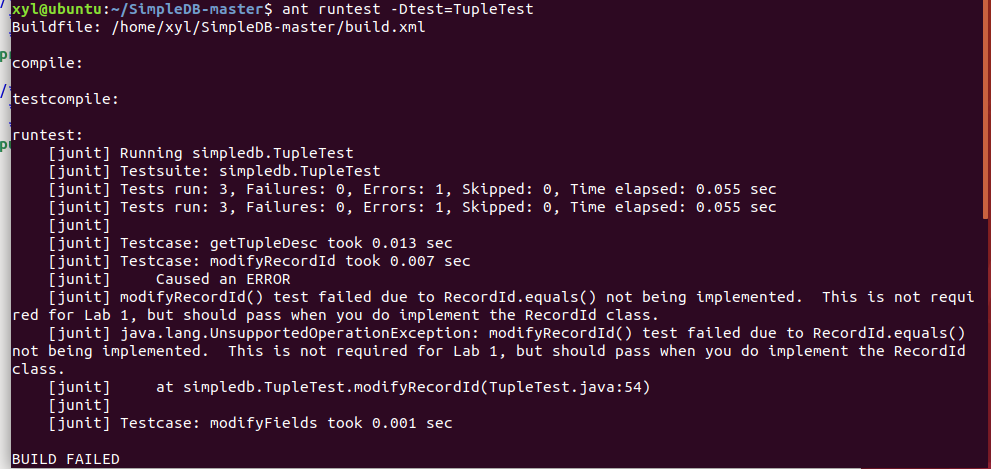 xyl@ubuntu:~/SimpleDB-master$ ant runtest -Dtest=TupleTest
Buildfile: /home/xyl/SimpleDB-master/build.xml
compile:
testcompile:
runtest:
[junit] Running simpledb.TupleTest
[junit] Testsuite: simpledb.TupleTest
[junit] Tests run: 3, Failures: 0, Errors: 1, Skipped: 0, Time elapsed: 0.055 sec
[junit] Tests run: 3, Failures: 0, Errors: 1, Skipped: 0, Time elapsed: 0.055 sec
[junit]
[junit] Testcase: getTupleDesc took 0.013 sec
[junit] Testcase: modifyRecordId took 0.007 sec
[junit]     Caused an ERROR
[junit] modifyRecordId() test failed due to RecordId.equals() not being implemented.  This is not requi
red for Lab 1, but should pass when you do implement the RecordId class.
[junit] java.lang.UnsupportedOperationException: modifyRecordId() test failed due to RecordId.equals()
not being implemented.  This is not required for Lab 1, but should pass when you do implement the RecordId
class.
[junit]     at simpledb.TupleTest.modifyRecordId(TupleTest.java:54)
[junit]
[junit] Testcase: modifyFields took 0.001 sec
BUILD FAILED